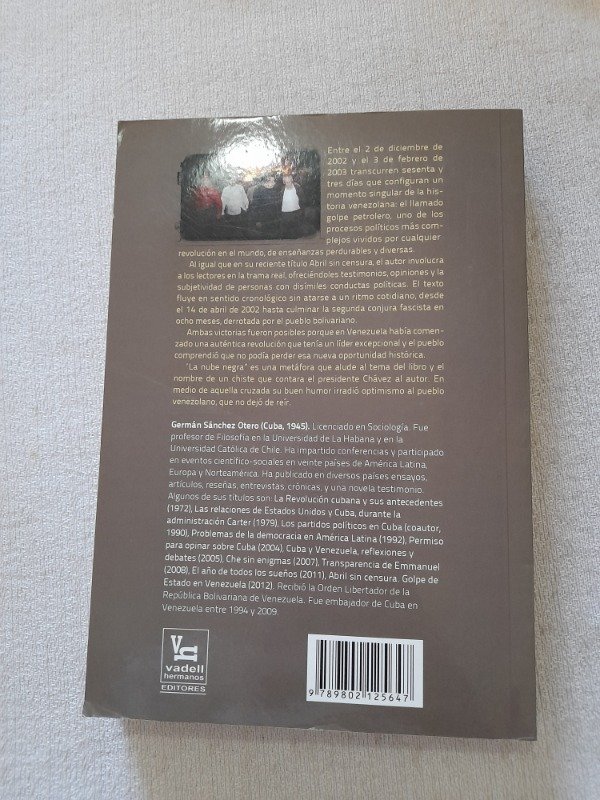 Entre el 2 de diciembre de
2002 y el 3 de febrero de
2003 transcurren sesenta y
tres días que configuran un
momento singular de la his-
toria venezolana: el llamado
golpe petrolero, uno de los
procesos políticos más com-
plejos vividos por cualquier
revolución en el mundo, de enseñanzas perdurables y diversas.
Al igual que en su reciente título Abril sin censura, el autor involucra
a los lectores en la trama real, ofreciéndoles testimonios, opiniones y la
subjetividad de personas con disímiles conductas políticas. El texto
fluye en sentido cronológico sin atarse a un ritmo cotidiano, desde
el 14 de abril de 2002 hasta culminar la segunda conjura fascista en
ocho meses, derrotada por el pueblo bolivariano.
Ambas victorias fueron posibles porque en Venezuela había comen-
zado una auténtica revolución que tenía un líder excepcional y el pueblo
comprendió que no podía perder esa nueva oportunidad histórica.
"La nube negra" es una metáfora que alude al tema del libro y el
nombre de un chiste que contara el presidente Chávez al autor. En
medio de aquella cruzada su buen humor irradió optimismo al pueblo
venezolano, que no dejó de reír.
Germán Sánchez Otero (Cuba, 1945). Licenciado en Sociología. Fue
profesor de Filosofía en la Universidad de La Habana y en la
Universidad Católica de Chile. Ha impartido conferencias y participado
en eventos científico-sociales en veinte países de América Latina,
Europa y Norteamérica. Ha publicado en diversos países ensayos,
artículos, reseñas, entrevistas, crónicas, y una novela testimonio.
Algunos de sus títulos son: La Revolución cubana y sus antecedentes
(1972), Las relaciones de Estados Unidos y Cuba, durante la
administración Carter (1979), Los partidos políticos en Cuba (coautor,
1990), Problemas de la democracia en América Latina (1992), Permiso
para opinar sobre Cuba (2004), Cuba y Venezuela, reflexiones y
debates (2005), Che sin enigmas (2007), Transparencia de Emmanuel
(2008), El año de todos los sueños (2011), Abril sin censura. Golpe de
Estado en Venezuela (2012). Recibió la Orden Libertador de la
República Bolivariana de Venezuela. Fue embajador de Cuba en
Venezuela entre 1994 y 2009.
vadell
hermanos
EDITORES
9 789802 125647